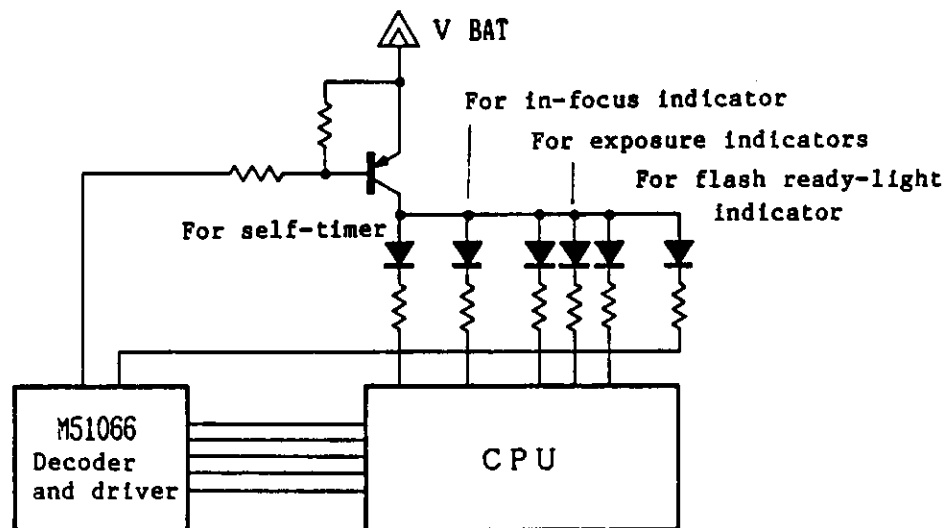 V BAT
For in-focus indicator
For exposure indicators
For flash ready-light
indicator
For self-timer
M51066
Decoder
and driver
CPU